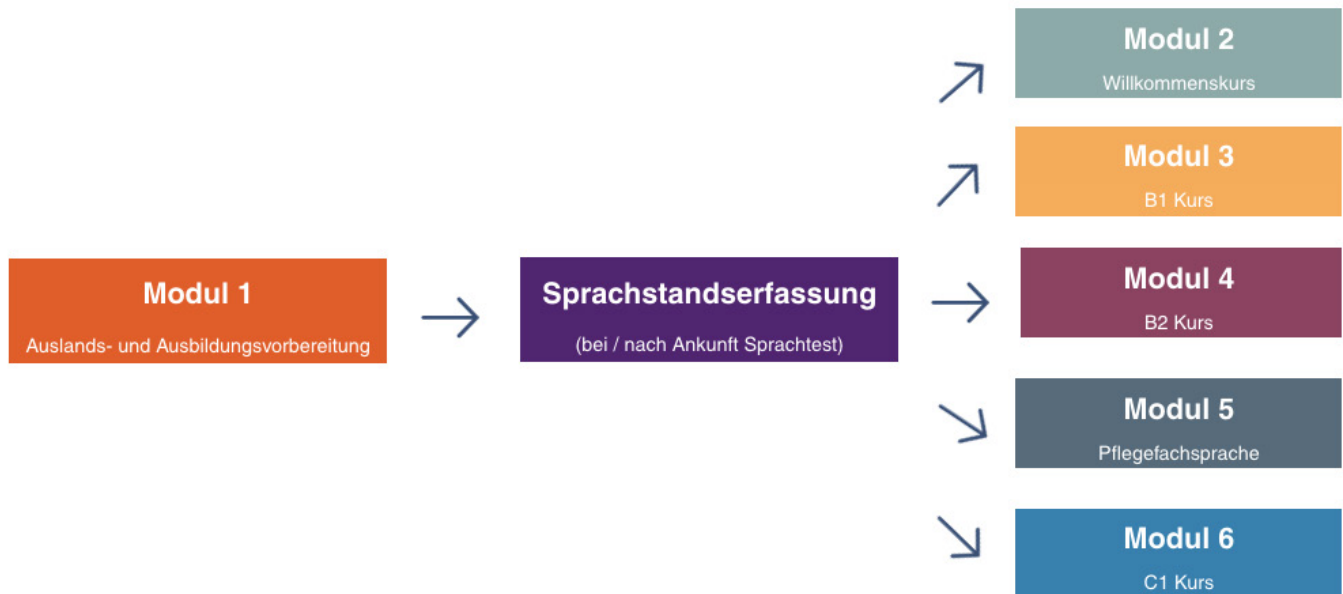 Modul 1
Auslands- und Ausbildungsvorbereitung
Sprachstandserfassung
(bei / nach Ankunft Sprachtest)
Modul 2
Willkommenskurs
Modul 3
B1 Kurs
Modul 4
B2 Kurs
Modul 5
Pflegefachsprache
Modul 6
C1 Kurs